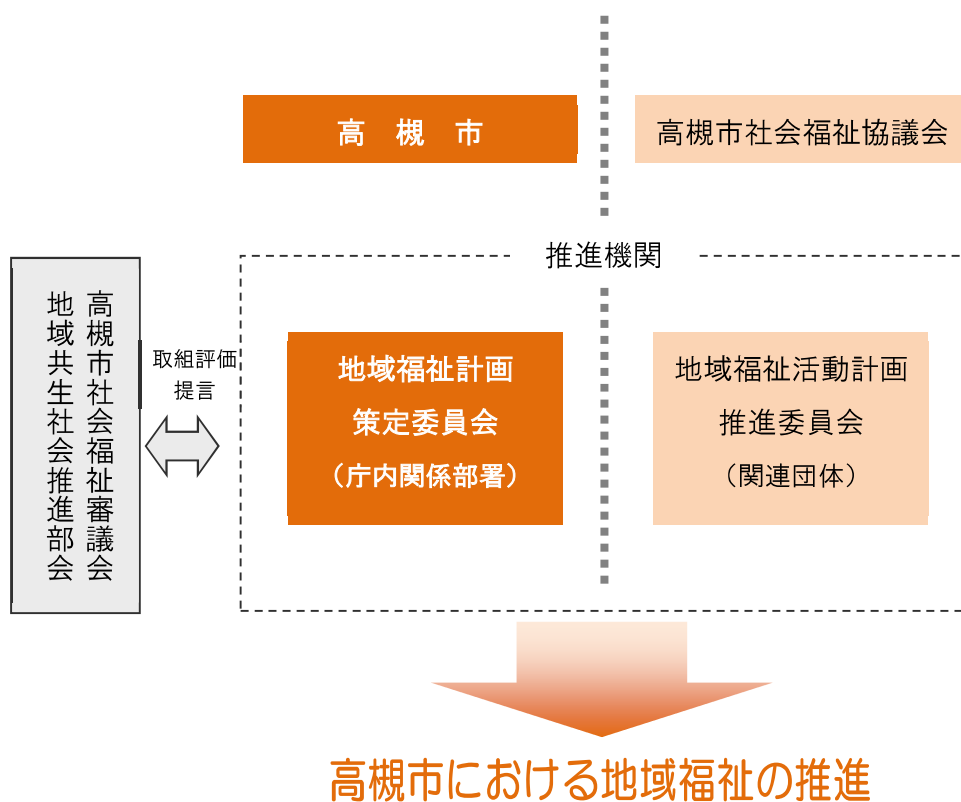 高　槻　市
高槻市社会福祉協議会
推進機関
高槻市社会福祉審議会
地域共生社会推進部会
取組評価
提言
地域福祉計画
策定委員会
（庁内関係部署）
地域福祉活動計画
推進委員会
（関連団体）
高槻市における地域福祉の推進